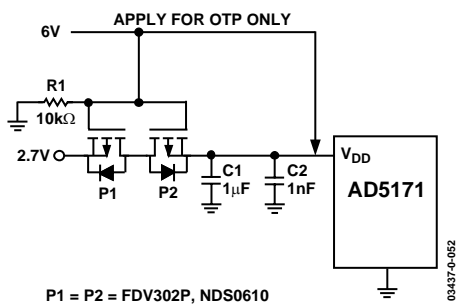 APPLY FOR OTP ONLY
6V
R1
10kΩ
2.7V
P1
P2
C1
1μF
C2
1nF
VDD
AD5171
P1 = P2 = FDV302P, NDS0610
03437-0-052